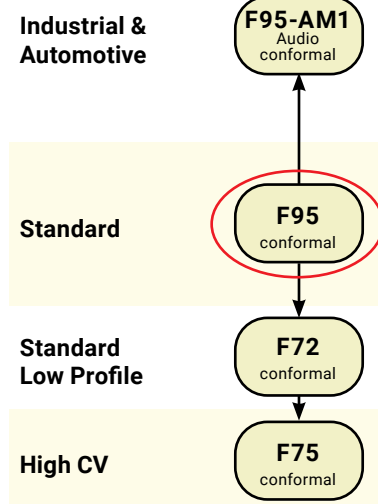 Industrial &
Automotive
F95-AM1
Audio
conformal
Standard
F95
conformal
Standard
Low Profile
F72
conformal
High CV
F75
conformal